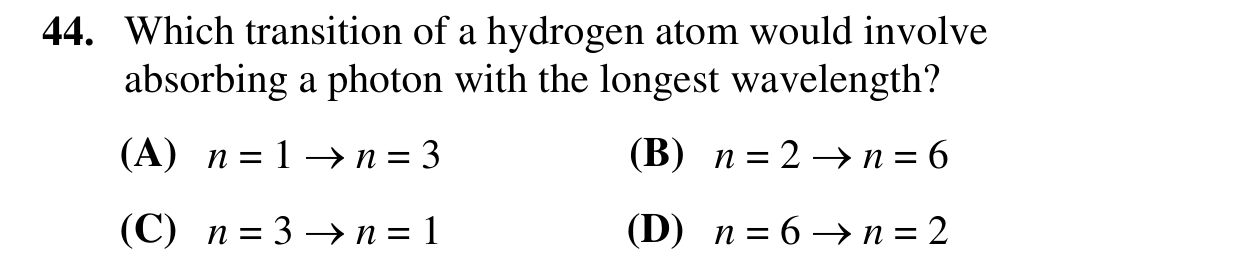 44. Which transition of a hydrogen atom would involve
absorbing a photon with the longest wavelength?
(A) n = 1 → n = 3 (B) n = 2 → n = 6
(C) n = 3 → n = 1 (D) n = 6 → n = 2